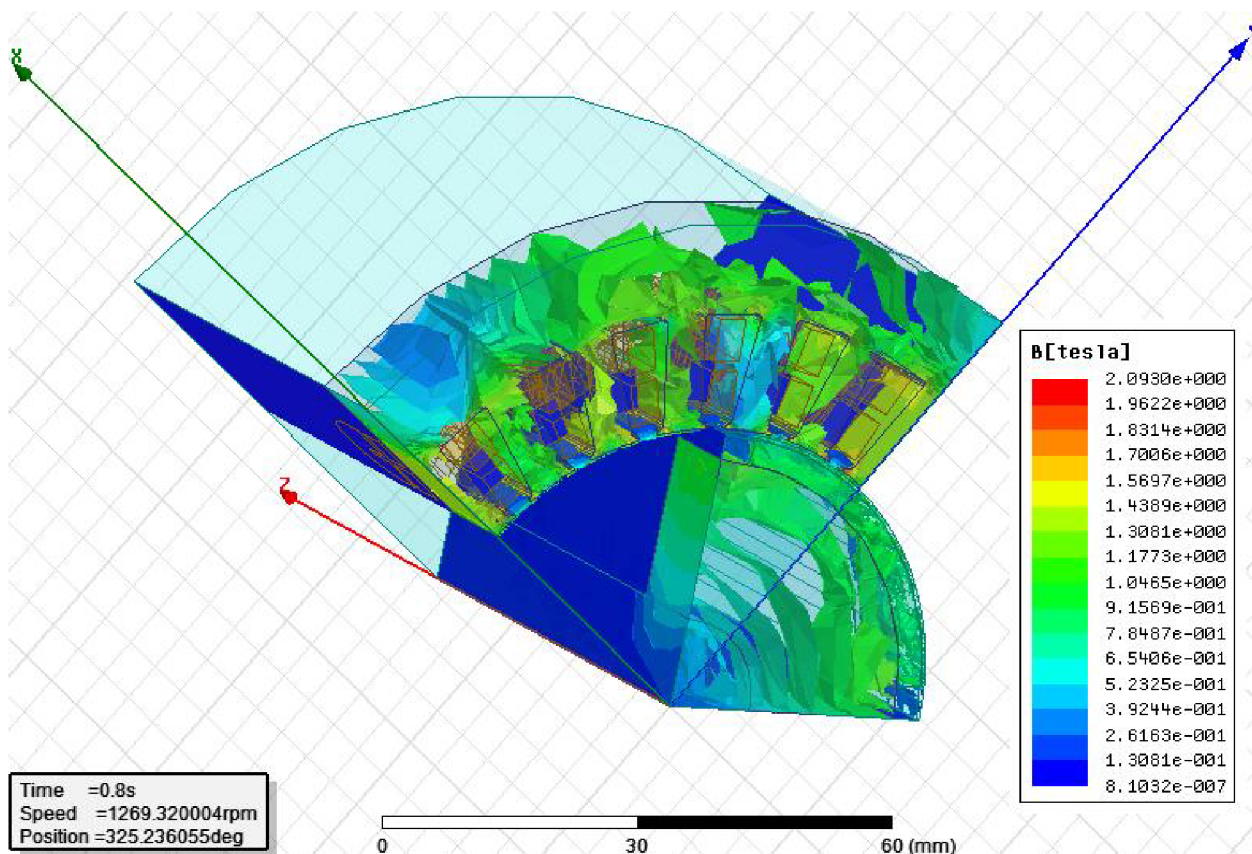 X
Z
B[tesla]
2.0930e+000
1.9622e+000
1.8314e+000
1.7006e+000
1.5697e+000
1.4389e+000
1.3081e+000
1.1773e+000
1.0465e+000
9.1569e-001
7.8487e-001
6.5406e-001
5.2325e-001
3.9244e-001
2.6163e-001
1.3081e-001
8.1032e-007
Time =0.8s
Speed =1269.320004rpm
Position =325.236055deg
0 30 60 (mm)